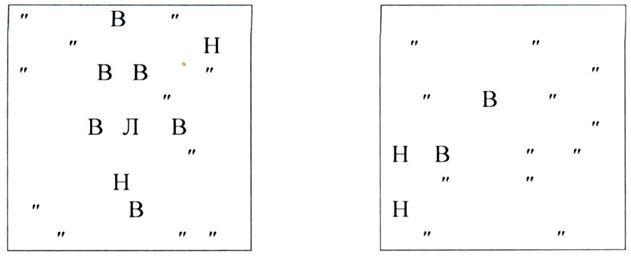 ″ В ″
″ Н
″ В В ″
″
В Л В
″
Н
″ В
″ ″ ″
″ ″
″
″ В ″
″
Н В ″ ″
″ ″
Н
″ ″